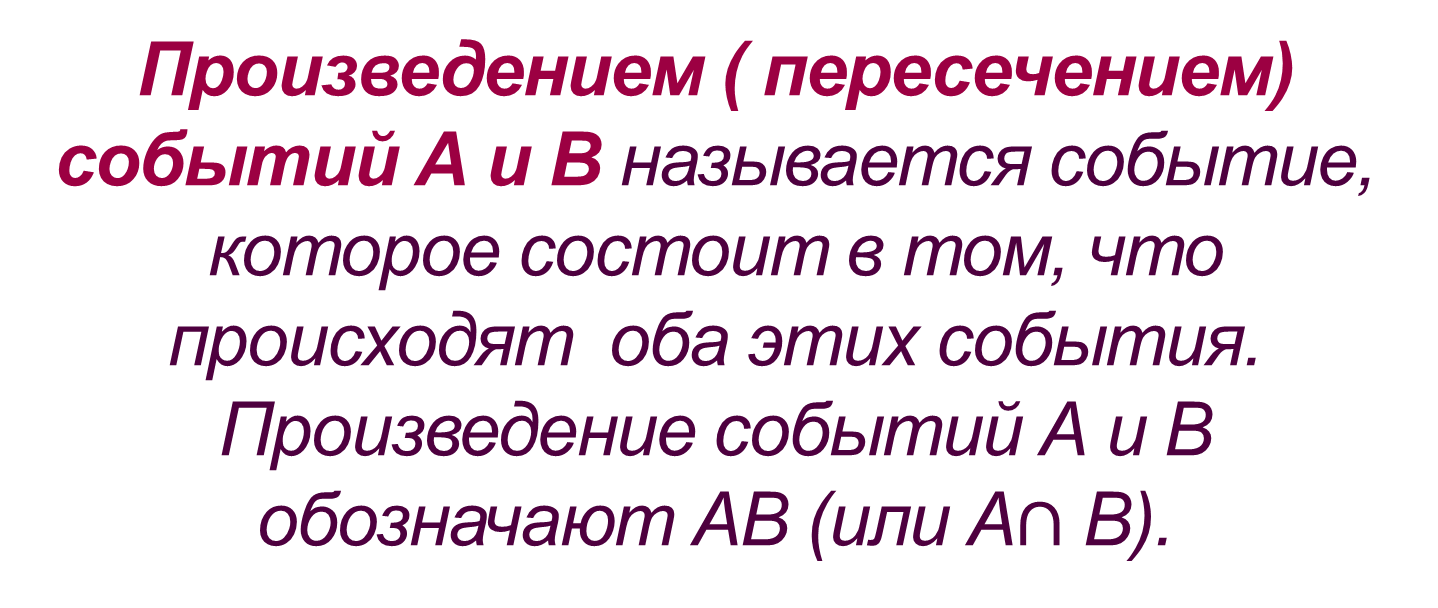 Произведением ( пересечением)
событий А и В называется событие,
которое состоит в том, что
происходят  оба этих события.
Произведение событий А и В
обозначают АВ (или А∩ В).